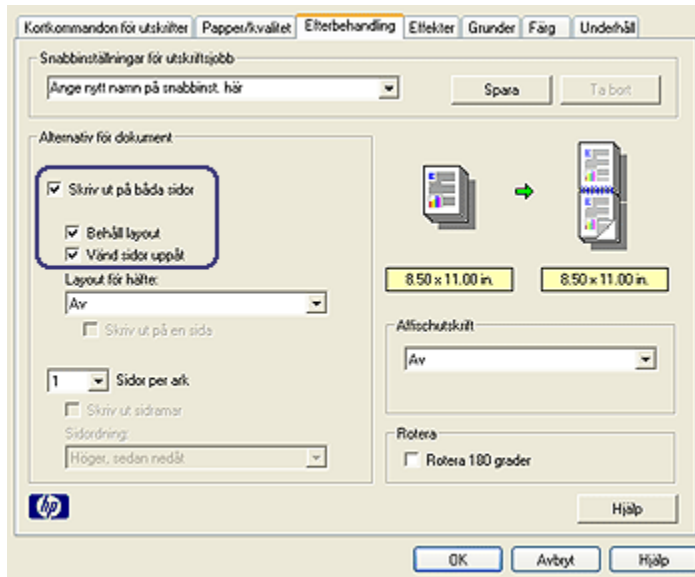 Kortkommandon för utskrifter Papper/kvalitet Efterbehandling Effekter Grunder Färg Underhåll
Snabbinställningar för utskriftsjobb
Ange nytt namn på snabbinst. här Spara Ta bort
Alternativ för dokument
Skriv ut på båda sidor
Behåll layout
Vänd sidor uppåt
Layout för häfte:
Av
Skriv ut på en sida
1 Sidor per ark
Skriv ut sidramar
Sidordning:
Höger, sedan nedåt
8.50 x 11.00 in. 8.50 x 11.00 in.
Affischutskrift
Av
Rotera
Rotera 180 grader
hp
Hjälp
OK Avbryt Hjälp